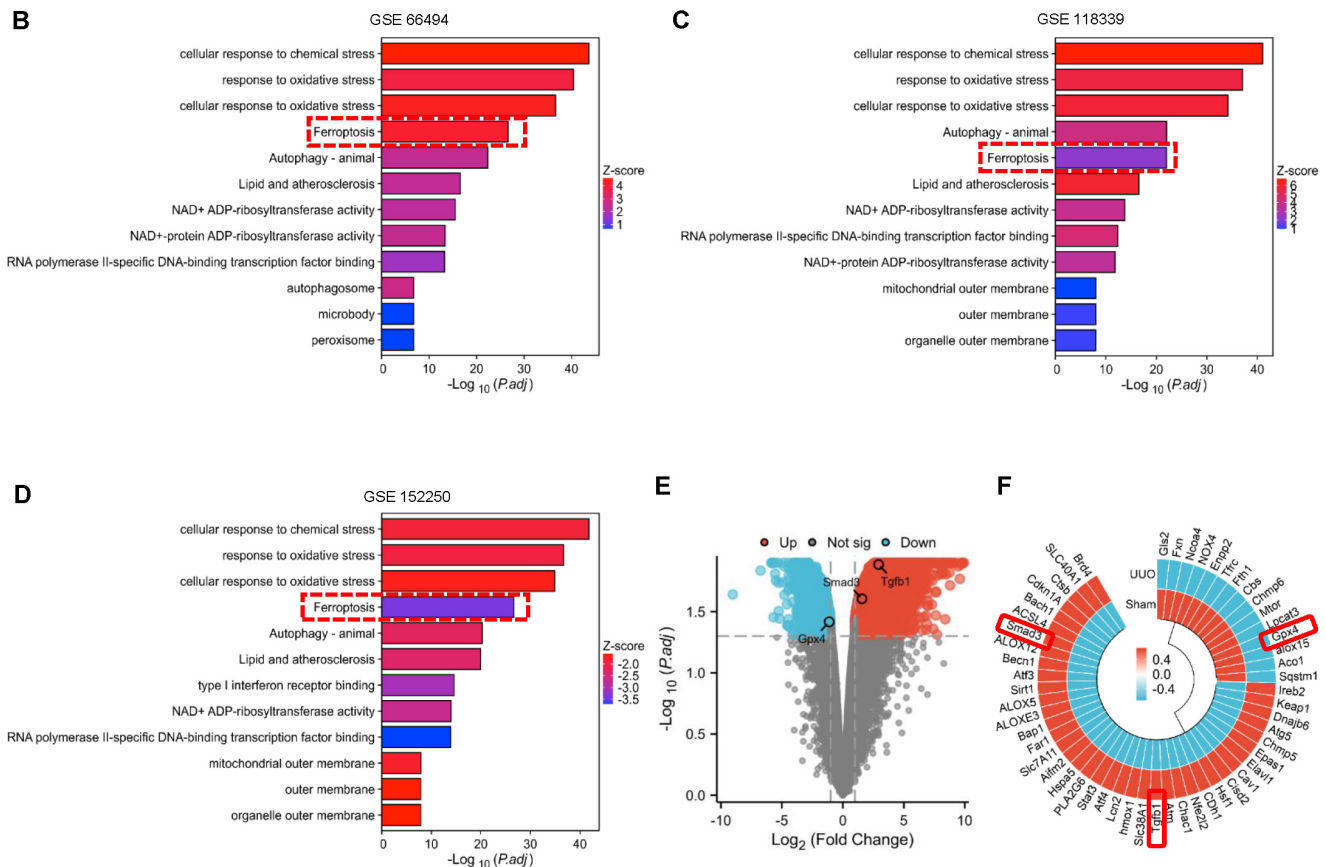 B
GSE 66494
cellular response to chemical stress
response to oxidative stress
cellular response to oxidative stress
Ferroptosis
Autophagy - animal
Lipid and atherosclerosis
NAD+ ADP-ribosyltransferase activity
NAD+-protein ADP-ribosyltransferase activity
RNA polymerase II-specific DNA-binding transcription factor binding
autophagosome
microbody
peroxisome
0 10 20 30 40
-Log 10 (P.adj)
Z-score
4
3
2
1
C
GSE 118339
cellular response to chemical stress
response to oxidative stress
cellular response to oxidative stress
Autophagy - animal
Ferroptosis
Lipid and atherosclerosis
NAD+ ADP-ribosyltransferase activity
RNA polymerase II-specific DNA-binding transcription factor binding
NAD+-protein ADP-ribosyltransferase activity
mitochondrial outer membrane
outer membrane
organelle outer membrane
0 10 20 30 40
-Log 10 (P.adj)
Z-score
6
5
4
3
2
1
D
GSE 152250
cellular response to chemical stress
response to oxidative stress
cellular response to oxidative stress
Ferroptosis
Autophagy - animal
Lipid and atherosclerosis
type I interferon receptor binding
NAD+ ADP-ribosyltransferase activity
RNA polymerase II-specific DNA-binding transcription factor binding
mitochondrial outer membrane
outer membrane
organelle outer membrane
0 10 20 30 40
-Log 10 (P.adj)
Z-score
-2.0
-2.5
-3.0
-3.5
E
Up Not sig Down
Smad3
Tgfb1
Gpx4
1.5
1.0
0.5
0.0
-Log 10 (P.adj)
-10 -5 0 5 10
Log2 (Fold Change)
F
UUO
Sham
0.4
0.0
-0.4
Gls2
Fxn
Ncoa4
NOX4
Enpp2
Tfrc
Fth1
Cbs
Chmp6
Mtor
Lpcat3
Gpx4
alox15
Aco1
Sqstm1
Ireb2
Keap1
Dnajb6
Atg5
Chmp5
Epas1
Elavl1
Cav1
Cisd2
Hsf1
CDh1
Nfe2l2
Chac1
Atm
Tgfb1
Slc38A1
hmox1
Lcn2
Atf4
Stat3
PLA2G6
Hspa5
Aifm2
Slc7A11
Far1
Bap1
ALOXE3
ALOX5
Sirt1
Atf3
Becn1
ALOX12
Smad3
ACSL4
Bach1
Cdkn1A
Ctsb
SLC40A1
Brd4